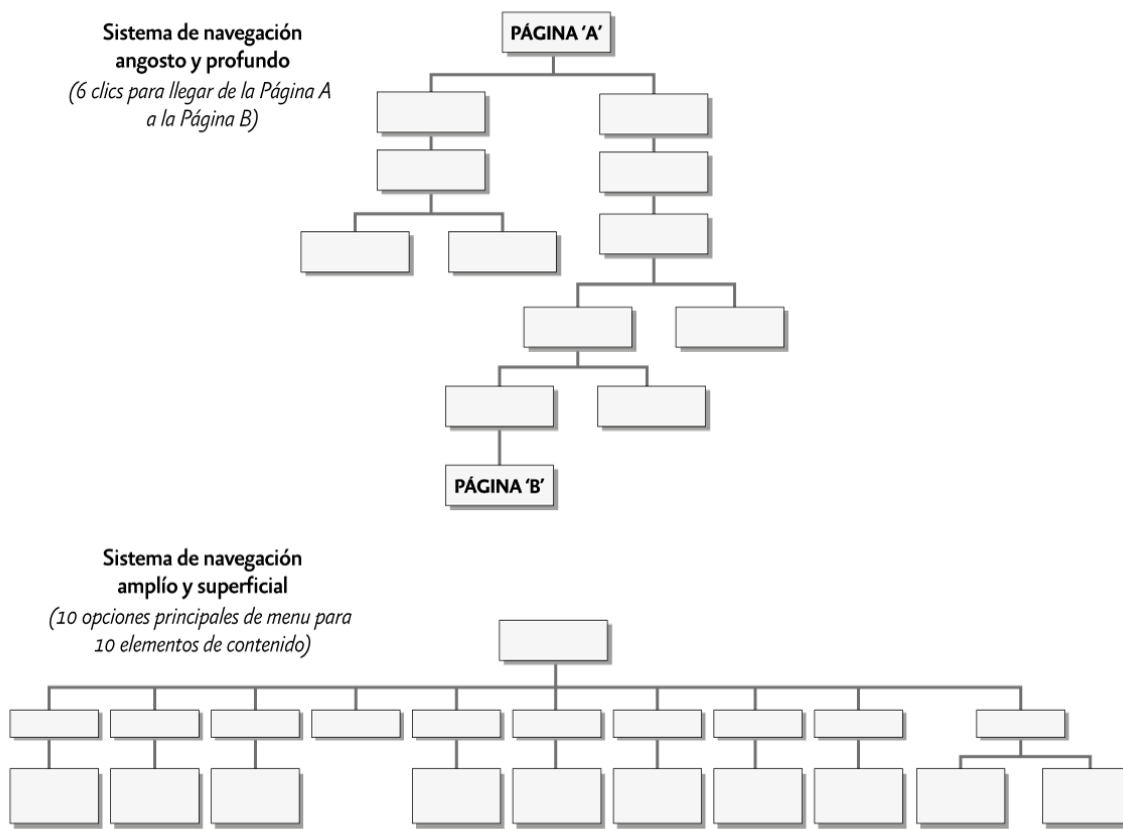 Sistema de navegación
angosto y profundo
(6 clics para llegar de la Página A
a la Página B)
PÁGINA ‘A’
PÁGINA ‘B’
Sistema de navegación
amplío y superficial
(10 opciones principales de menu para
10 elementos de contenido)